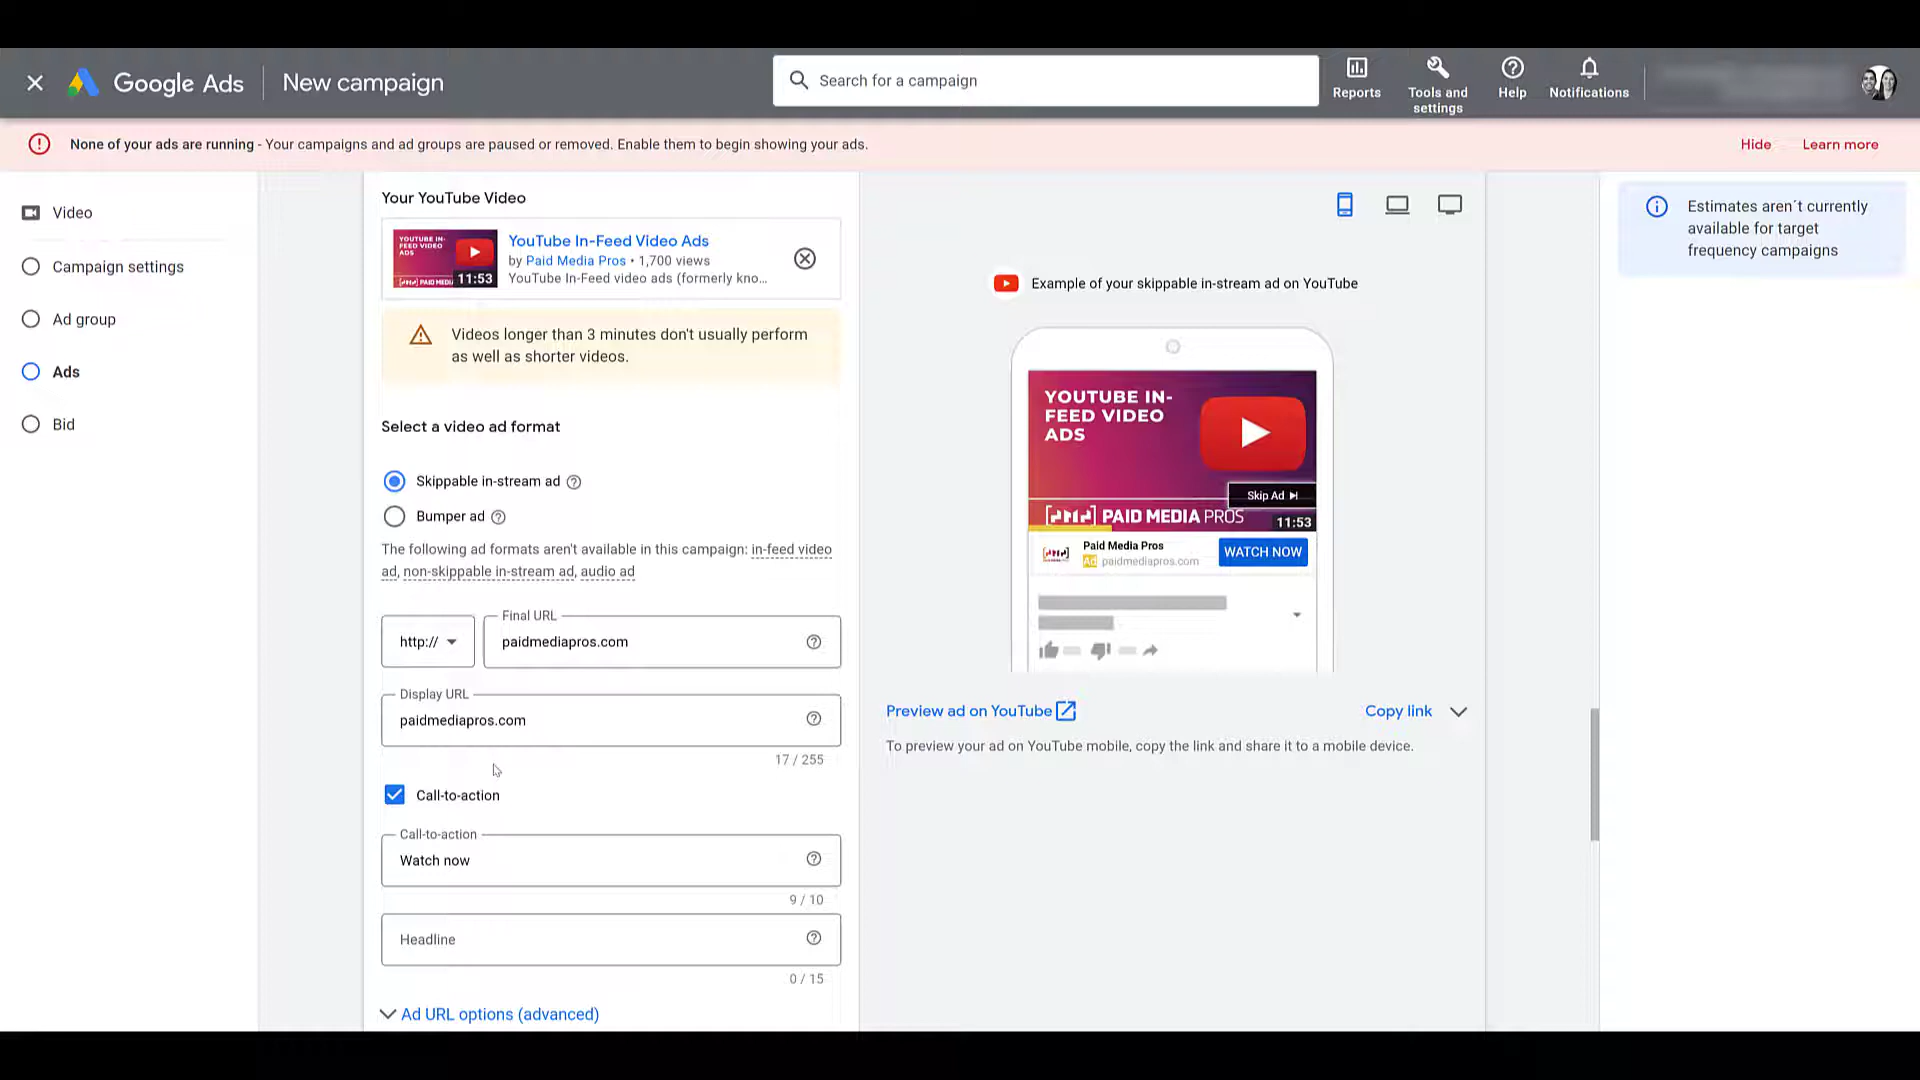 Google Ads
New campaign
Search for a campaign
Reports
Tools and
settings
Help
Notifications
None of your ads are running - Your campaigns and ad groups are paused or removed. Enable them to begin showing your ads.
Hide
Learn more
Video
Campaign settings
Ad group
Ads
Bid
Your YouTube Video
YOUTUBE IN-
FEED VIDEO
ADS
11:53
YouTube In-Feed Video Ads
by Paid Media Pros • 1,700 views
YouTube In-Feed video ads (formerly kno...
Videos longer than 3 minutes don't usually perform
as well as shorter videos.
Select a video ad format
Skippable in-stream ad
Bumper ad
The following ad formats aren't available in this campaign: in-feed video
ad, non-skippable in-stream ad, audio ad
http://
Final URL
paidmediapros.com
Display URL
paidmediapros.com
17 / 255
Call-to-action
Call-to-action
Watch now
9 / 10
Headline
0 / 15
Ad URL options (advanced)
Example of your skippable in-stream ad on YouTube
YOUTUBE IN-
FEED VIDEO
ADS
Skip Ad
PAID MEDIA PROS
11:53
Paid Media Pros
Ad paidmediapros.com
WATCH NOW
Preview ad on YouTube
Copy link
To preview your ad on YouTube mobile, copy the link and share it to a mobile device.
Estimates aren´t currently
available for target
frequency campaigns